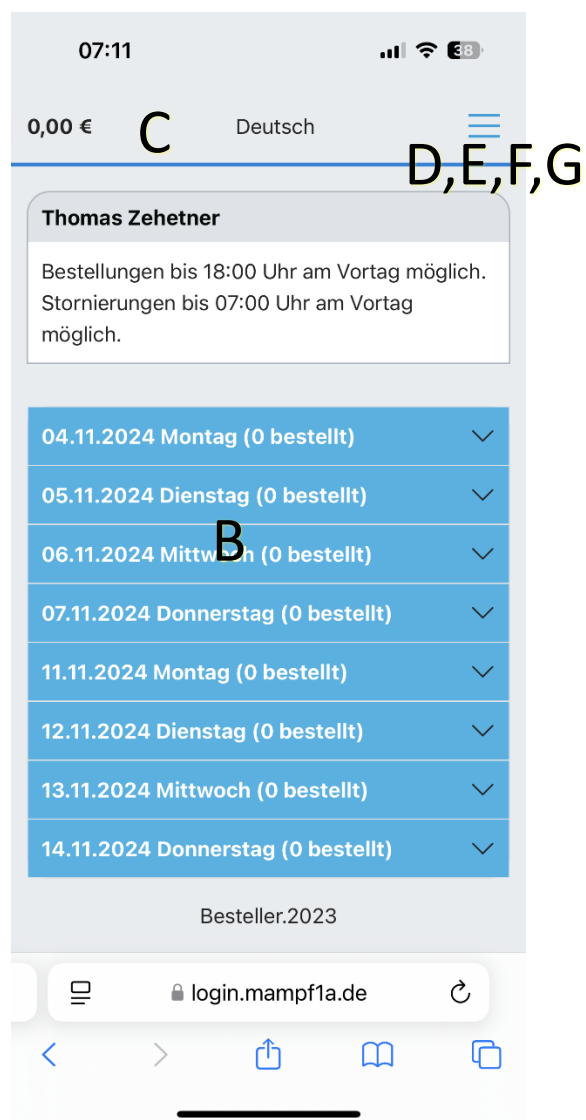 07:11
38
0,00 €
C
Deutsch
D,E,F,G
Thomas Zehetner
Bestellungen bis 18:00 Uhr am Vortag möglich.
Stornierungen bis 07:00 Uhr am Vortag
möglich.
04.11.2024 Montag (0 bestellt)
05.11.2024 Dienstag (0 bestellt)
B
06.11.2024 Mittwoch (0 bestellt)
07.11.2024 Donnerstag (0 bestellt)
11.11.2024 Montag (0 bestellt)
12.11.2024 Dienstag (0 bestellt)
13.11.2024 Mittwoch (0 bestellt)
14.11.2024 Donnerstag (0 bestellt)
Besteller.2023
login.mampf1a.de